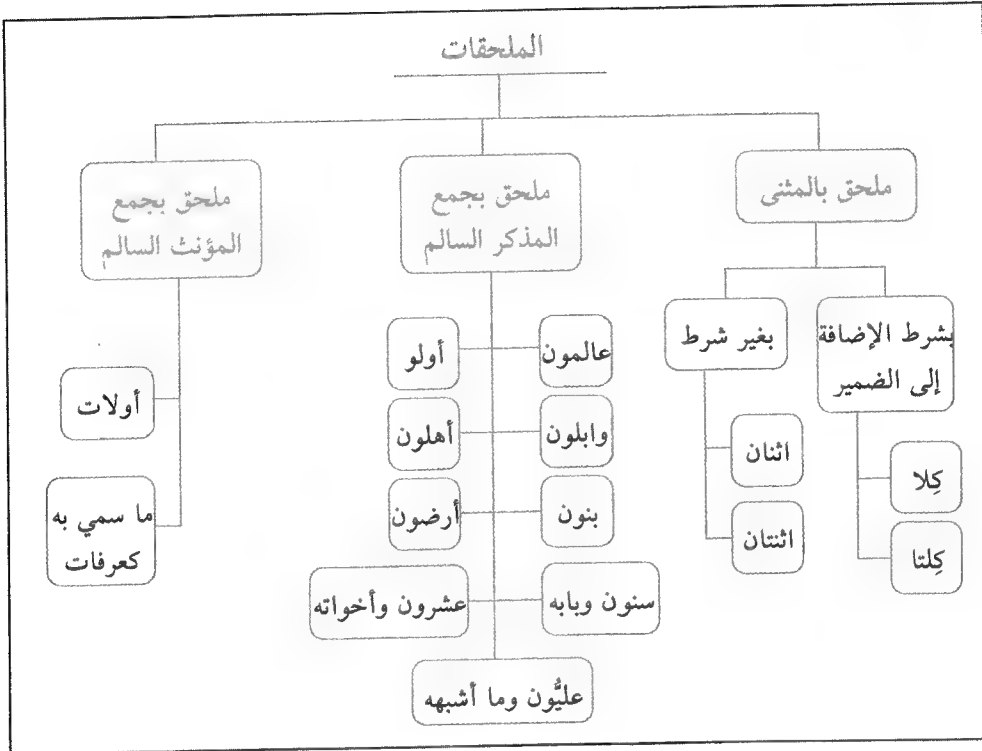 الملحقات
ملحق بالمثنى
بشرط الإضافة
إلى الضمير
كِلا
كِلتا
بغير شرط
اثنان
اثنتان
ملحق بجمع
المذكر السالم
عالمون
أولو
وابلون
أهلون
بنون
أرضون
سنون وبابه
عشرون وأخواته
عليُّون وما أشبهه
ملحق بجمع
المؤنث السالم
أولات
ما سمي به
كعرفات